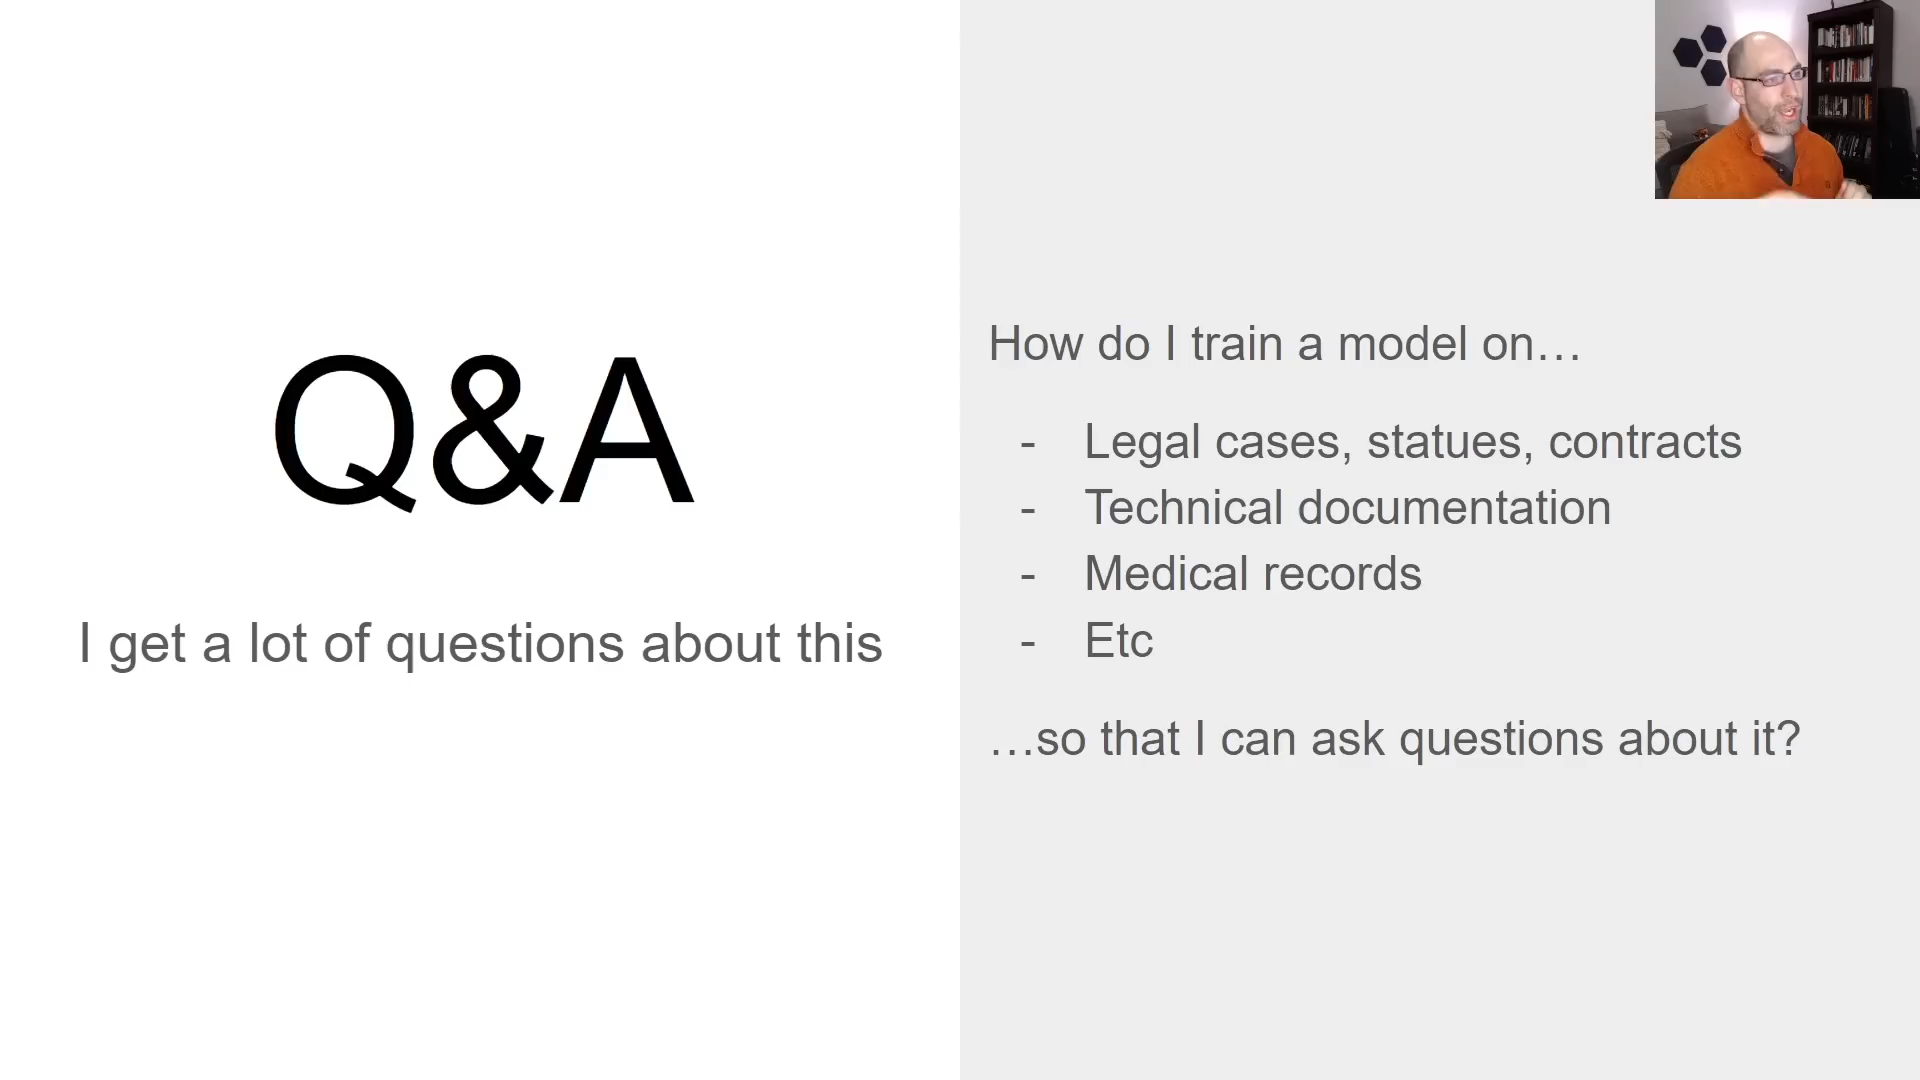 Q&A
I get a lot of questions about this
How do I train a model on…
- Legal cases, statues, contracts
- Technical documentation
- Medical records
- Etc
…so that I can ask questions about it?